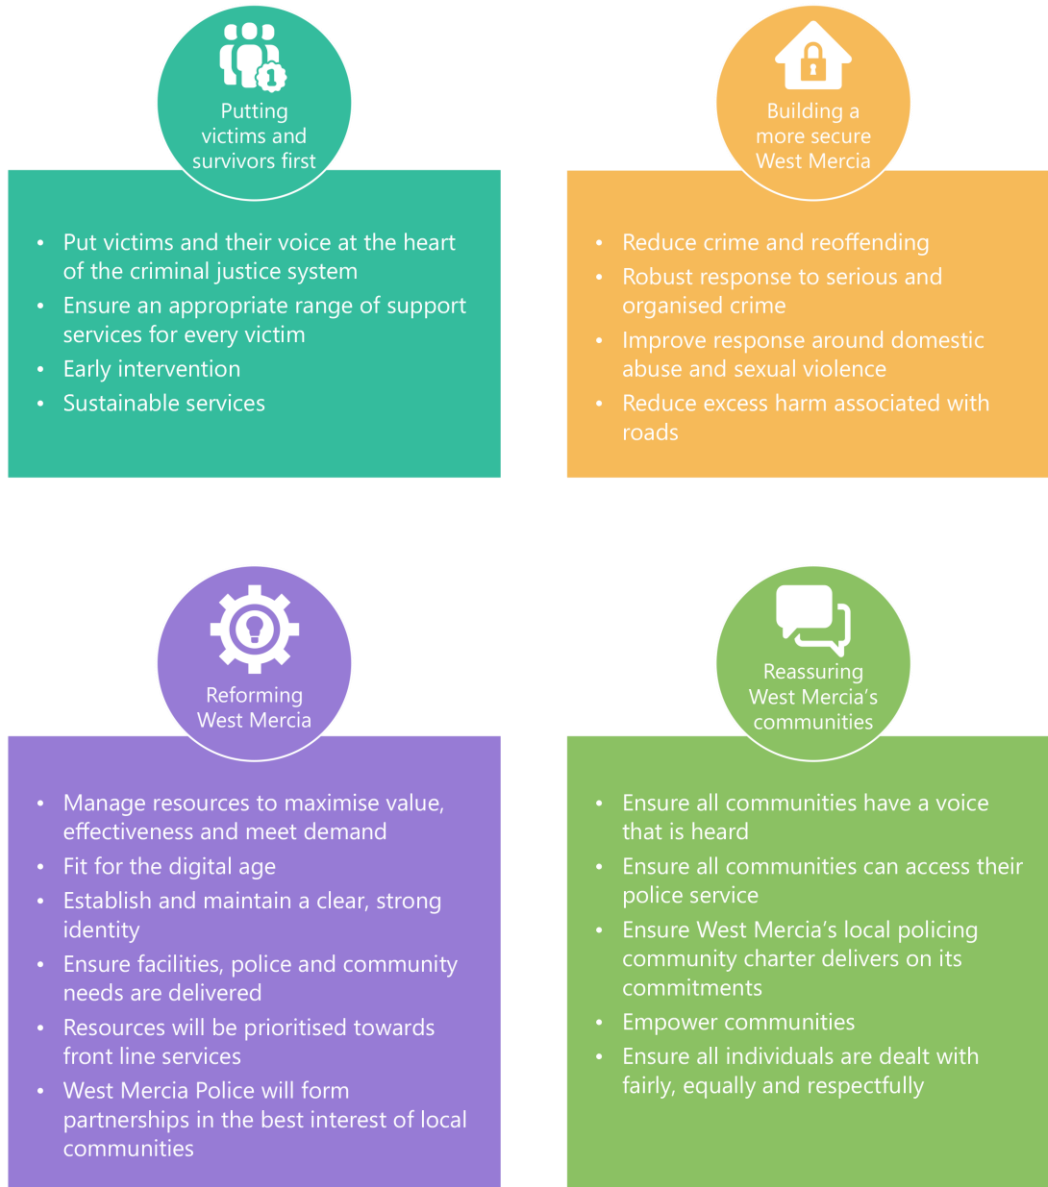 1
Putting
victims and
survivors first
• Put victims and their voice at the heart
of the criminal justice system
• Ensure an appropriate range of support
services for every victim
• Early intervention
• Sustainable services
Building a
more secure
West Mercia
• Reduce crime and reoffending
• Robust response to serious and
organised crime
• Improve response around domestic
abuse and sexual violence
• Reduce excess harm associated with
roads
Reforming
West Mercia
• Manage resources to maximise value,
effectiveness and meet demand
• Fit for the digital age
• Establish and maintain a clear, strong
identity
• Ensure facilities, police and community
needs are delivered
• Resources will be prioritised towards
front line services
• West Mercia Police will form
partnerships in the best interest of local
communities
Reassuring
West Mercia’s
communities
• Ensure all communities have a voice
that is heard
• Ensure all communities can access their
police service
• Ensure West Mercia’s local policing
community charter delivers on its
commitments
• Empower communities
• Ensure all individuals are dealt with
fairly, equally and respectfully